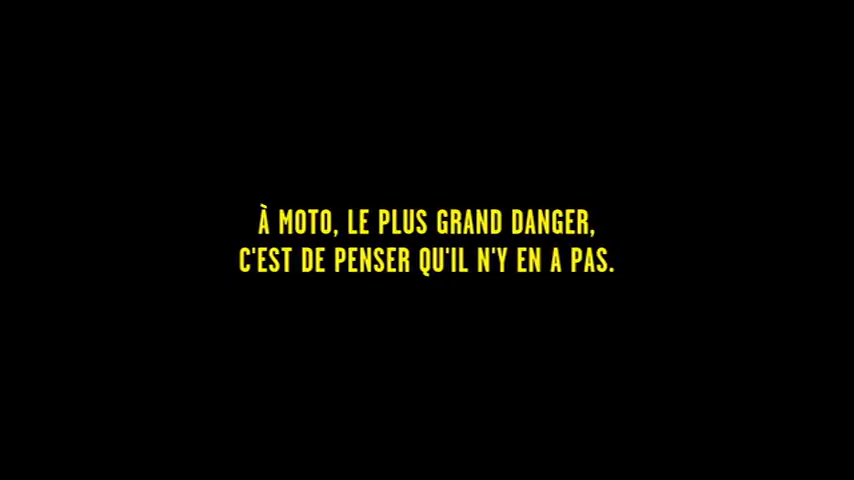 À MOTO, LE PLUS GRAND DANGER,
C'EST DE PENSER QU'IL N'Y EN A PAS.